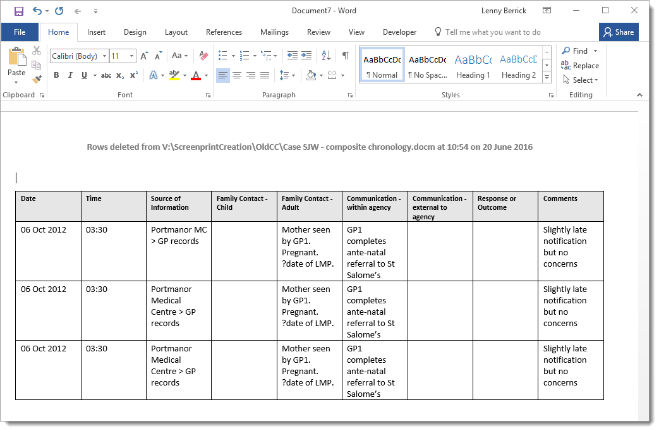 Document7 - Word
Lenny Berrick
File Home Insert Design Layout References Mailings Review View Developer Tell me what you want to do Share
Paste
Calibri (Body) 11
B I U abc x₂ x²
Find
Replace
Select
AaBbCcDc AaBbCcDc AaBbCc AaBbCcD
¶ Normal ¶ No Spac... Heading 1 Heading 2
Clipboard Font Paragraph Styles Editing
Rows deleted from V:\ScreenprintCreation\OldCC\Case SJW - composite chronology.docm at 10:54 on 20 June 2016
Date Time Source of Information Family Contact - Child Family Contact - Adult Communication - within agency Communication - external to agency Response or Outcome Comments
06 Oct 2012 03:30 Portmanor MC > GP records Mother seen by GP1. Pregnant. ?date of LMP. GP1 completes ante-natal referral to St Salome's Slightly late notification but no concerns
06 Oct 2012 03:30 Portmanor Medical Centre > GP records Mother seen by GP1. Pregnant. ?date of LMP. GP1 completes ante-natal referral to St Salome's Slightly late notification but no concerns
06 Oct 2012 03:30 Portmanor Medical Centre > GP records Mother seen by GP1. Pregnant. ?date of LMP. GP1 completes ante-natal referral to St Salome's Slightly late notification but no concerns